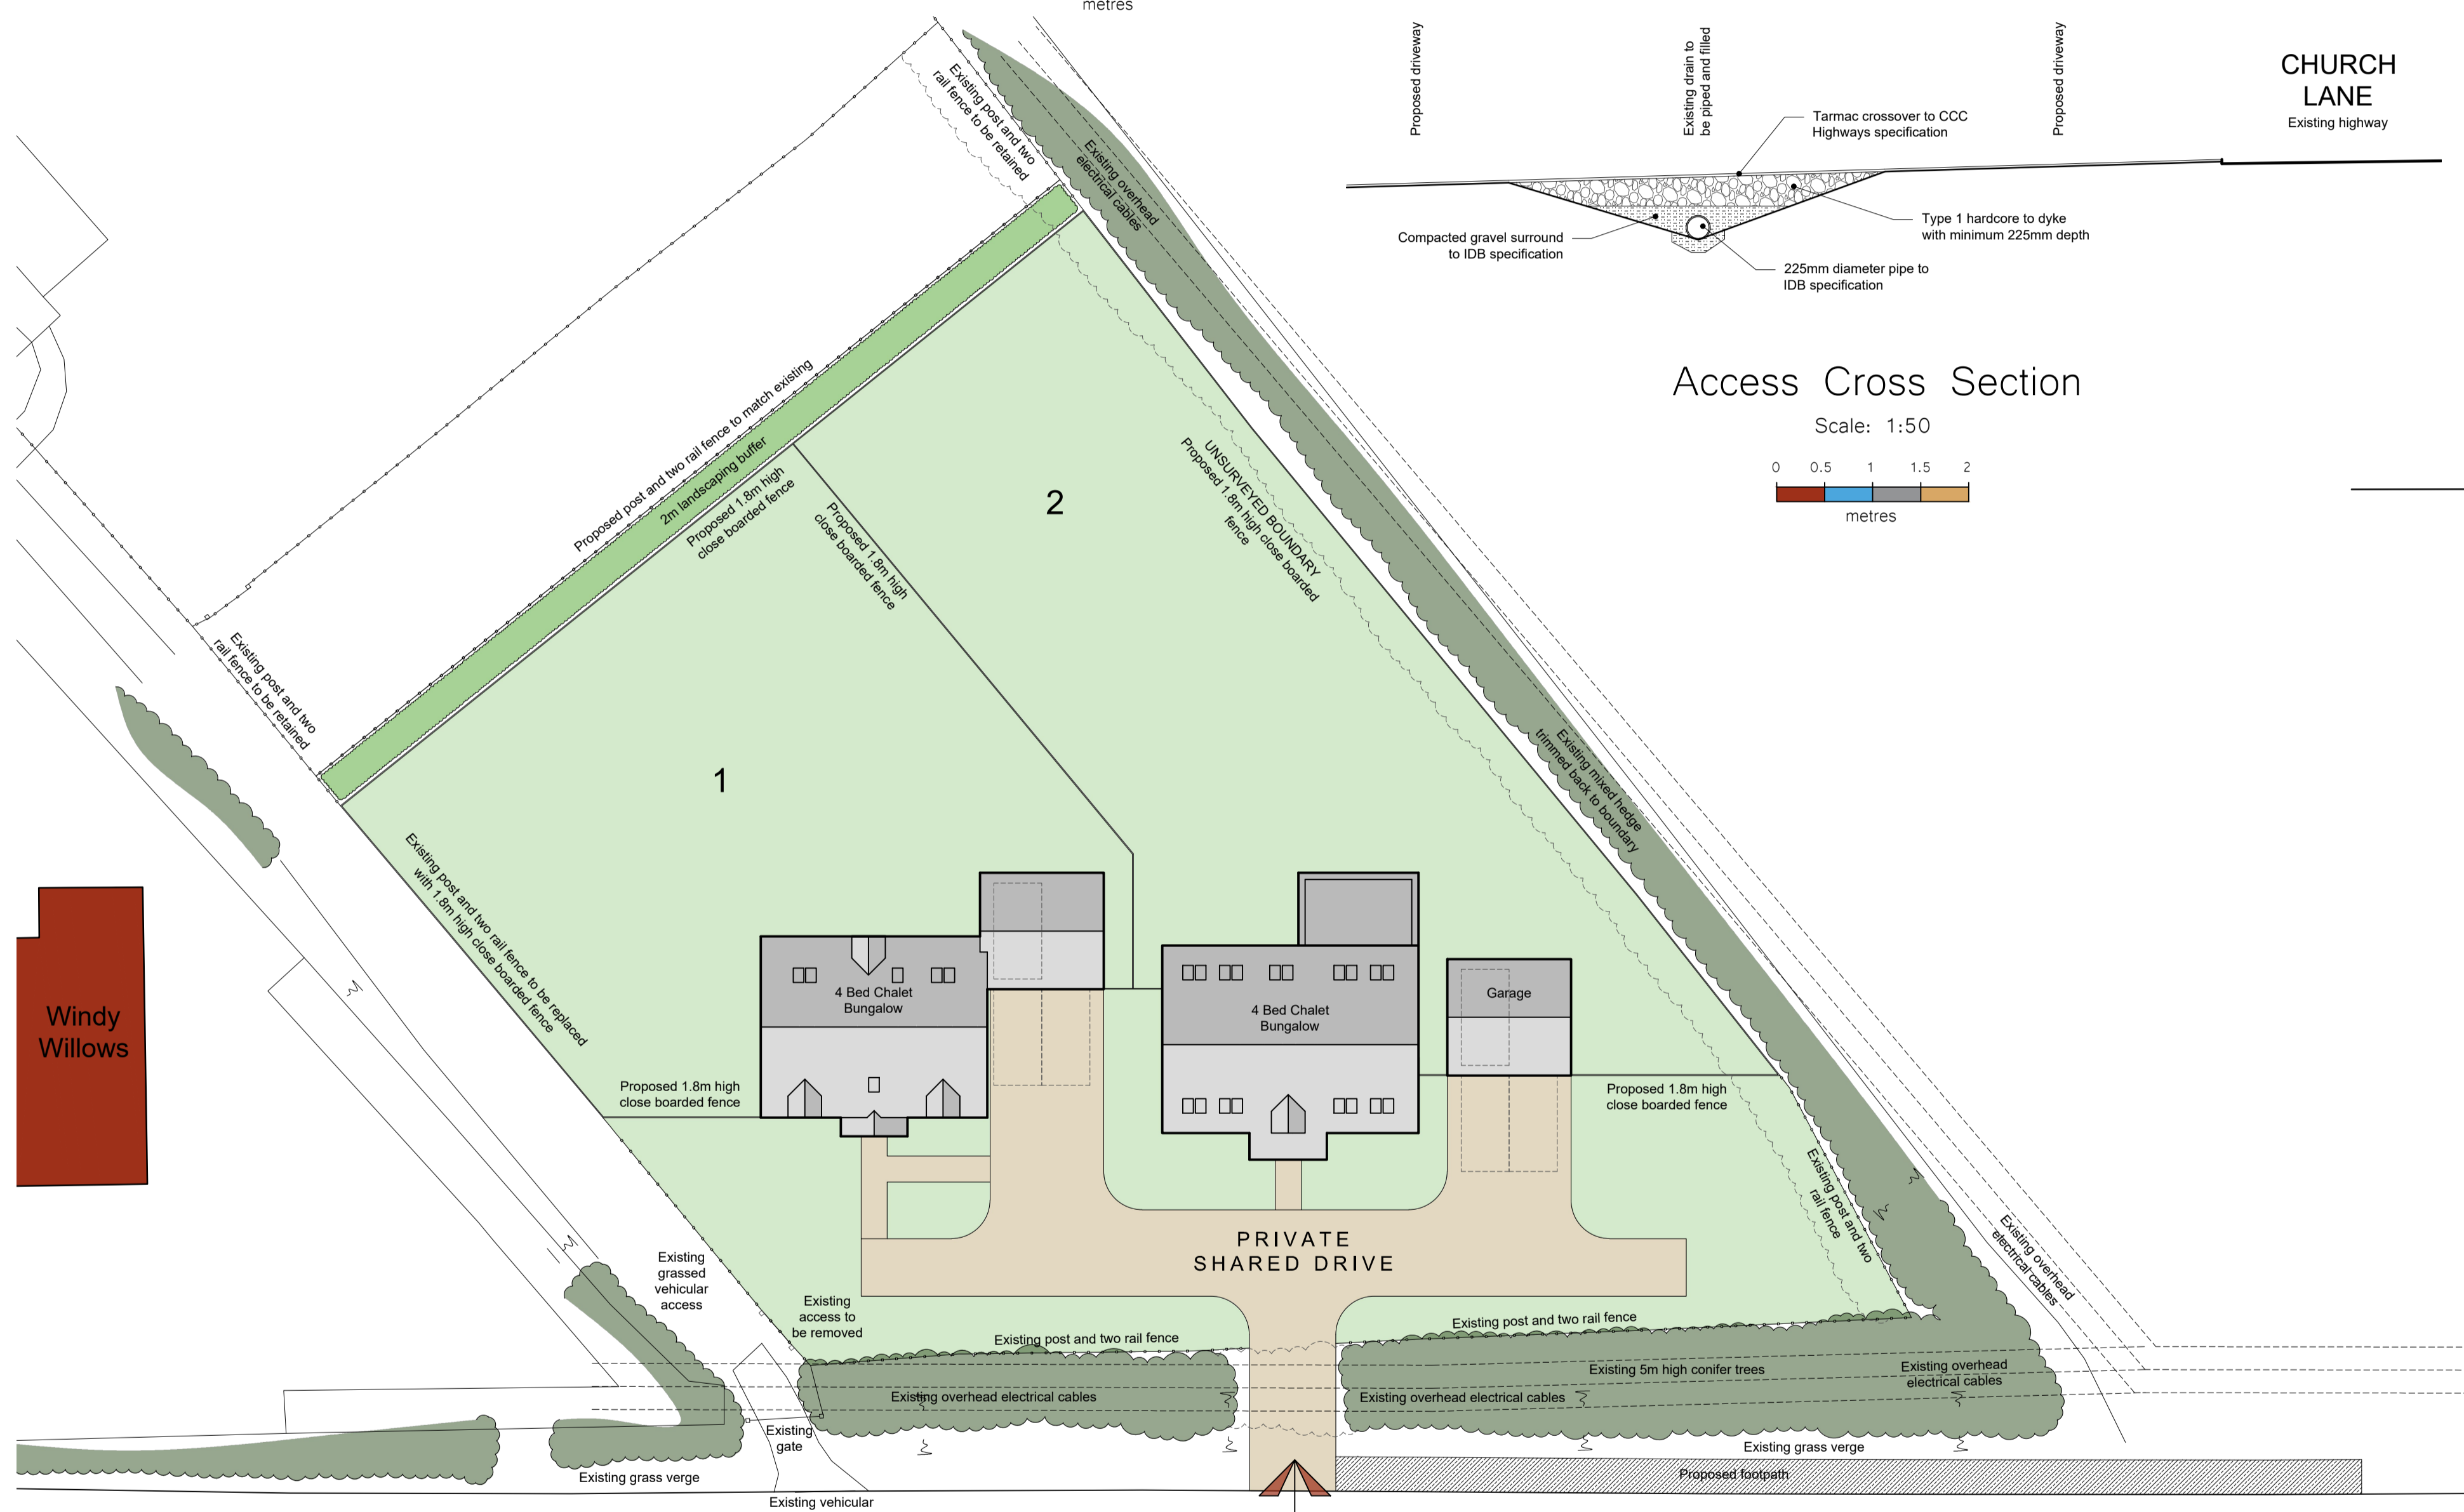 metres
Proposed driveway
Existing drain to
be piped and filled
Proposed driveway
CHURCH
LANE
Existing highway
Tarmac crossover to CCC
Highways specification
Compacted gravel surround
to IDB specification
Type 1 hardcore to dyke
with minimum 225mm depth
225mm diameter pipe to
IDB specification
Access Cross Section
Scale: 1:50
0 0.5 1 1.5 2
metres
Existing post and two
rail fence to be retained
Existing overhead
electrical cables
Proposed post and two rail fence to match existing
2m landscaping buffer
Proposed 1.8m high
close boarded fence
Proposed 1.8m high
close boarded fence
2
UNSURVEYED BOUNDARY
Proposed 1.8m high close boarded
fence
Existing post and two
rail fence to be retained
1
Existing mixed hedge
trimmed back to boundary
Existing post and two rail fence to be replaced
with 1.8m high close boarded fence
Windy
Willows
4 Bed Chalet
Bungalow
4 Bed Chalet
Bungalow
Garage
Proposed 1.8m high
close boarded fence
Proposed 1.8m high
close boarded fence
Existing post and two
rail fence
Existing overhead
electrical cables
PRIVATE
SHARED DRIVE
Existing
grassed
vehicular
access
Existing
access to
be removed
Existing post and two rail fence
Existing post and two rail fence
Existing 5m high conifer trees
Existing overhead
electrical cables
Existing overhead electrical cables
Existing overhead electrical cables
Existing
gate
Existing grass verge
Existing grass verge
Proposed footpath
Existing vehicular